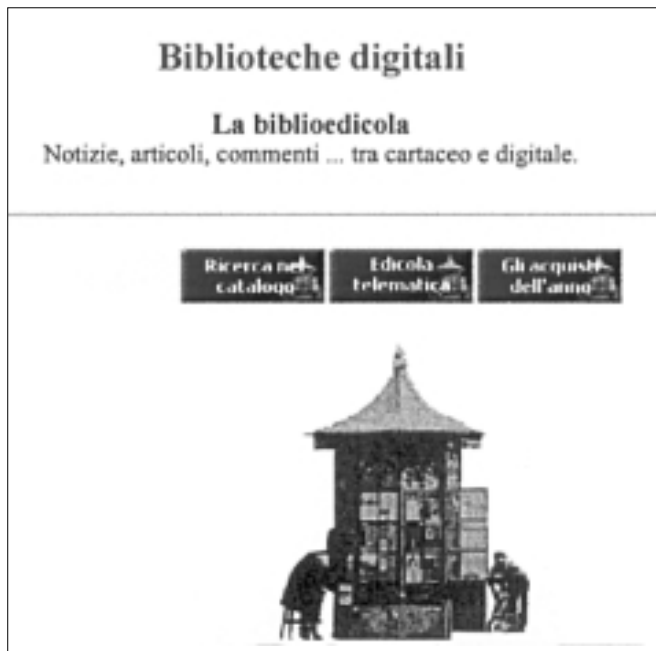 Biblioteche digitali
La biblioedicola
Notizie, articoli, commenti ... tra cartaceo e digitale.
Ricerca nel
catalogo
Edicola
telematica
Gli acquisti
dell'anno